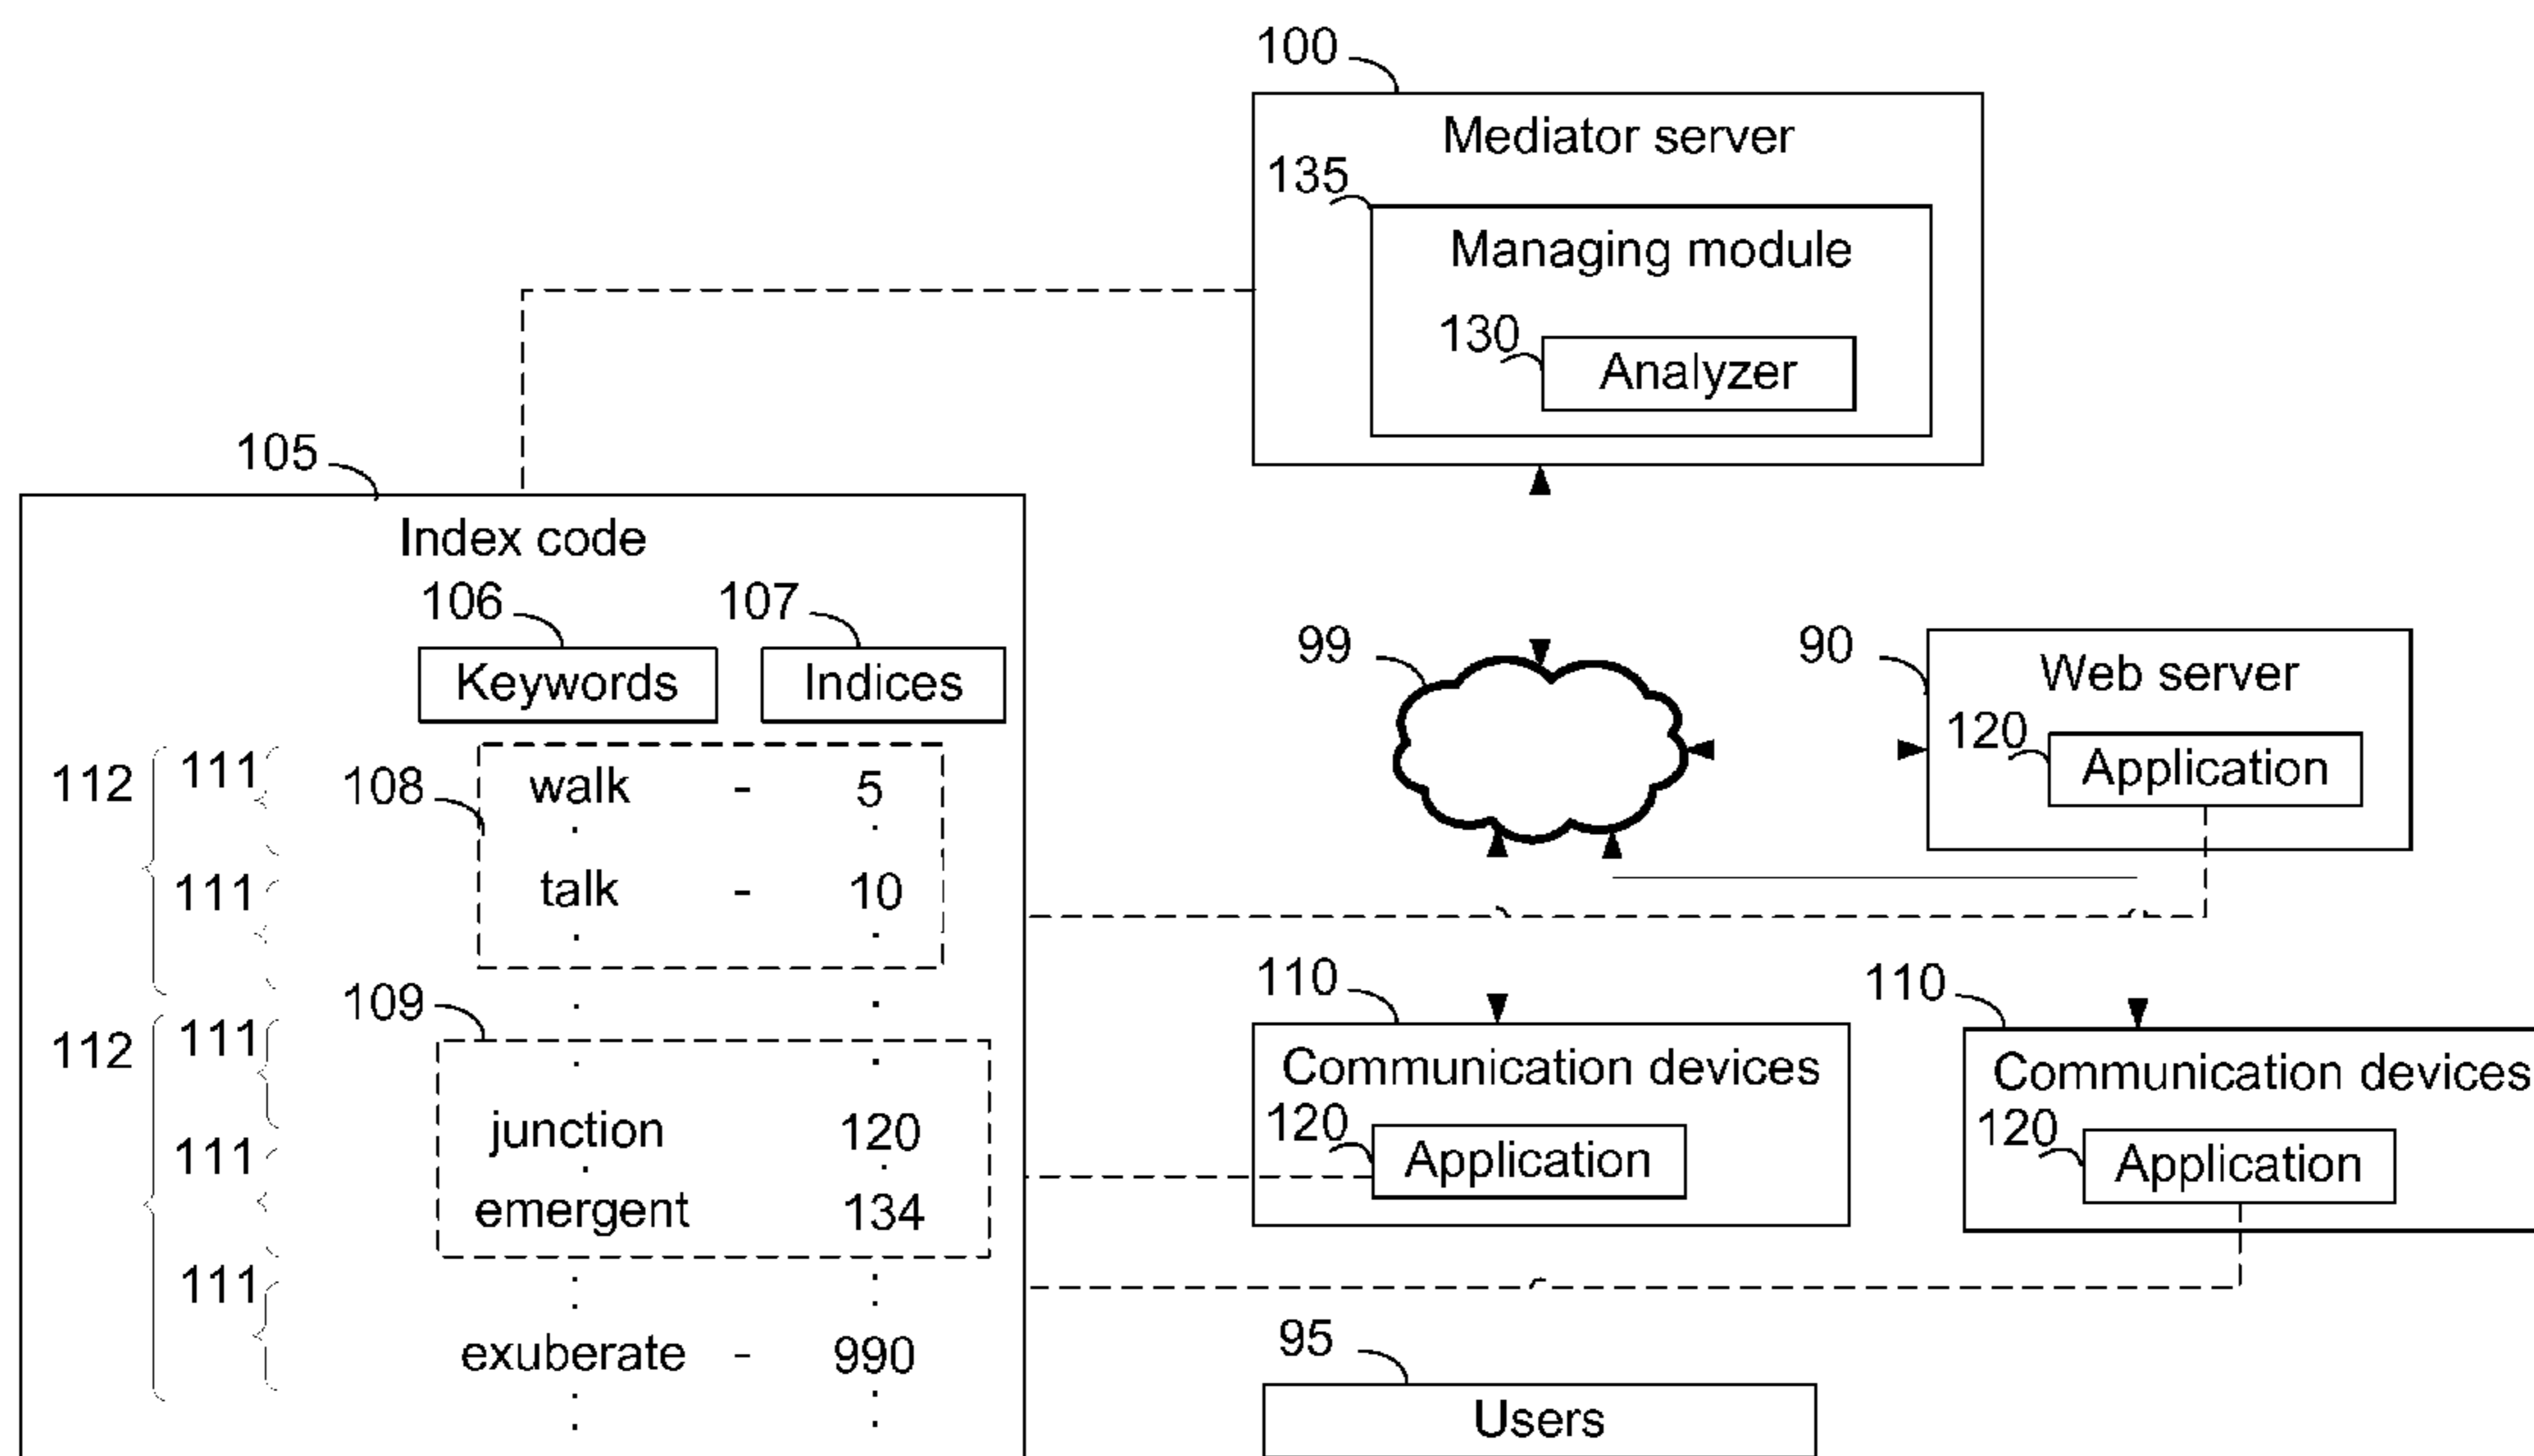 100
Mediator server
135
Managing module
130
Analyzer
105
Index code
106
107
Keywords
Indices
99
90
Web server
120
Application
112
111
108
walk - 5
. .
111
talk - 10
. .
. .
109
112
111
. .
junction 120
. .
111
emergent 134
. .
. .
111
exuberate - 990
. .
. .
110
Communication devices
120
Application
110
Communication devices
120
Application
95
Users